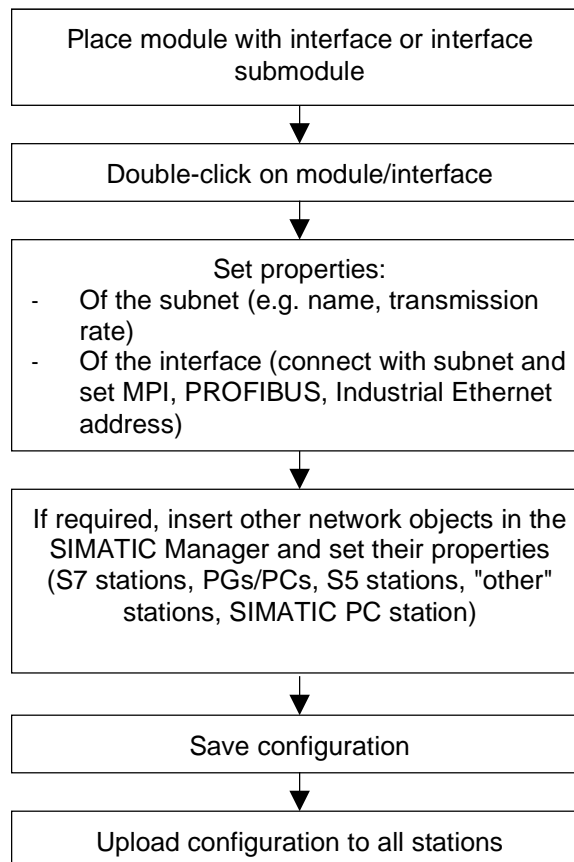 Place module with interface or interface
submodule
Double-click on module/interface
Set properties:
- Of the subnet (e.g. name, transmission
rate)
- Of the interface (connect with subnet and
set MPI, PROFIBUS, Industrial Ethernet
address)
If required, insert other network objects in the
SIMATIC Manager and set their properties
(S7 stations, PGs/PCs, S5 stations, "other"
stations, SIMATIC PC station)
Save configuration
Upload configuration to all stations